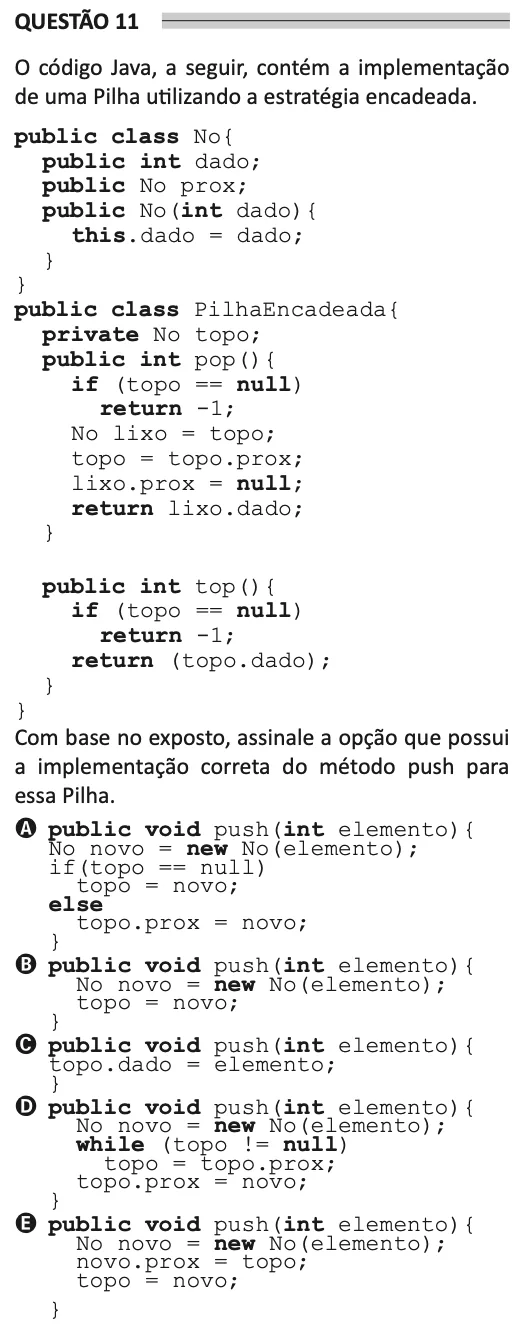 QUESTÃO 11
O código Java, a seguir, contém a implementação
de uma Pilha utilizando a estratégia encadeada.
public class No{
public int dado;
public No prox;
public No(int dado){
this.dado = dado;
}
}
public class PilhaEncadeada{
private No topo;
public int pop(){
if (topo == null)
return -1;
No lixo = topo;
topo = topo.prox;
lixo.prox = null;
return lixo.dado;
}
public int top(){
if (topo == null)
return -1;
return (topo.dado);
}
}
Com base no exposto, assinale a opção que possui
a implementação correta do método push para
essa Pilha.
A public void push(int elemento){
No novo = new No(elemento);
if(topo == null)
topo = novo;
else
topo.prox = novo;
}
B public void push(int elemento){
No novo = new No(elemento);
topo = novo;
}
C public void push(int elemento){
topo.dado = elemento;
}
D public void push(int elemento){
No novo = new No(elemento);
while (topo != null)
topo = topo.prox;
topo.prox = novo;
}
E public void push(int elemento){
No novo = new No(elemento);
novo.prox = topo;
topo = novo;
}